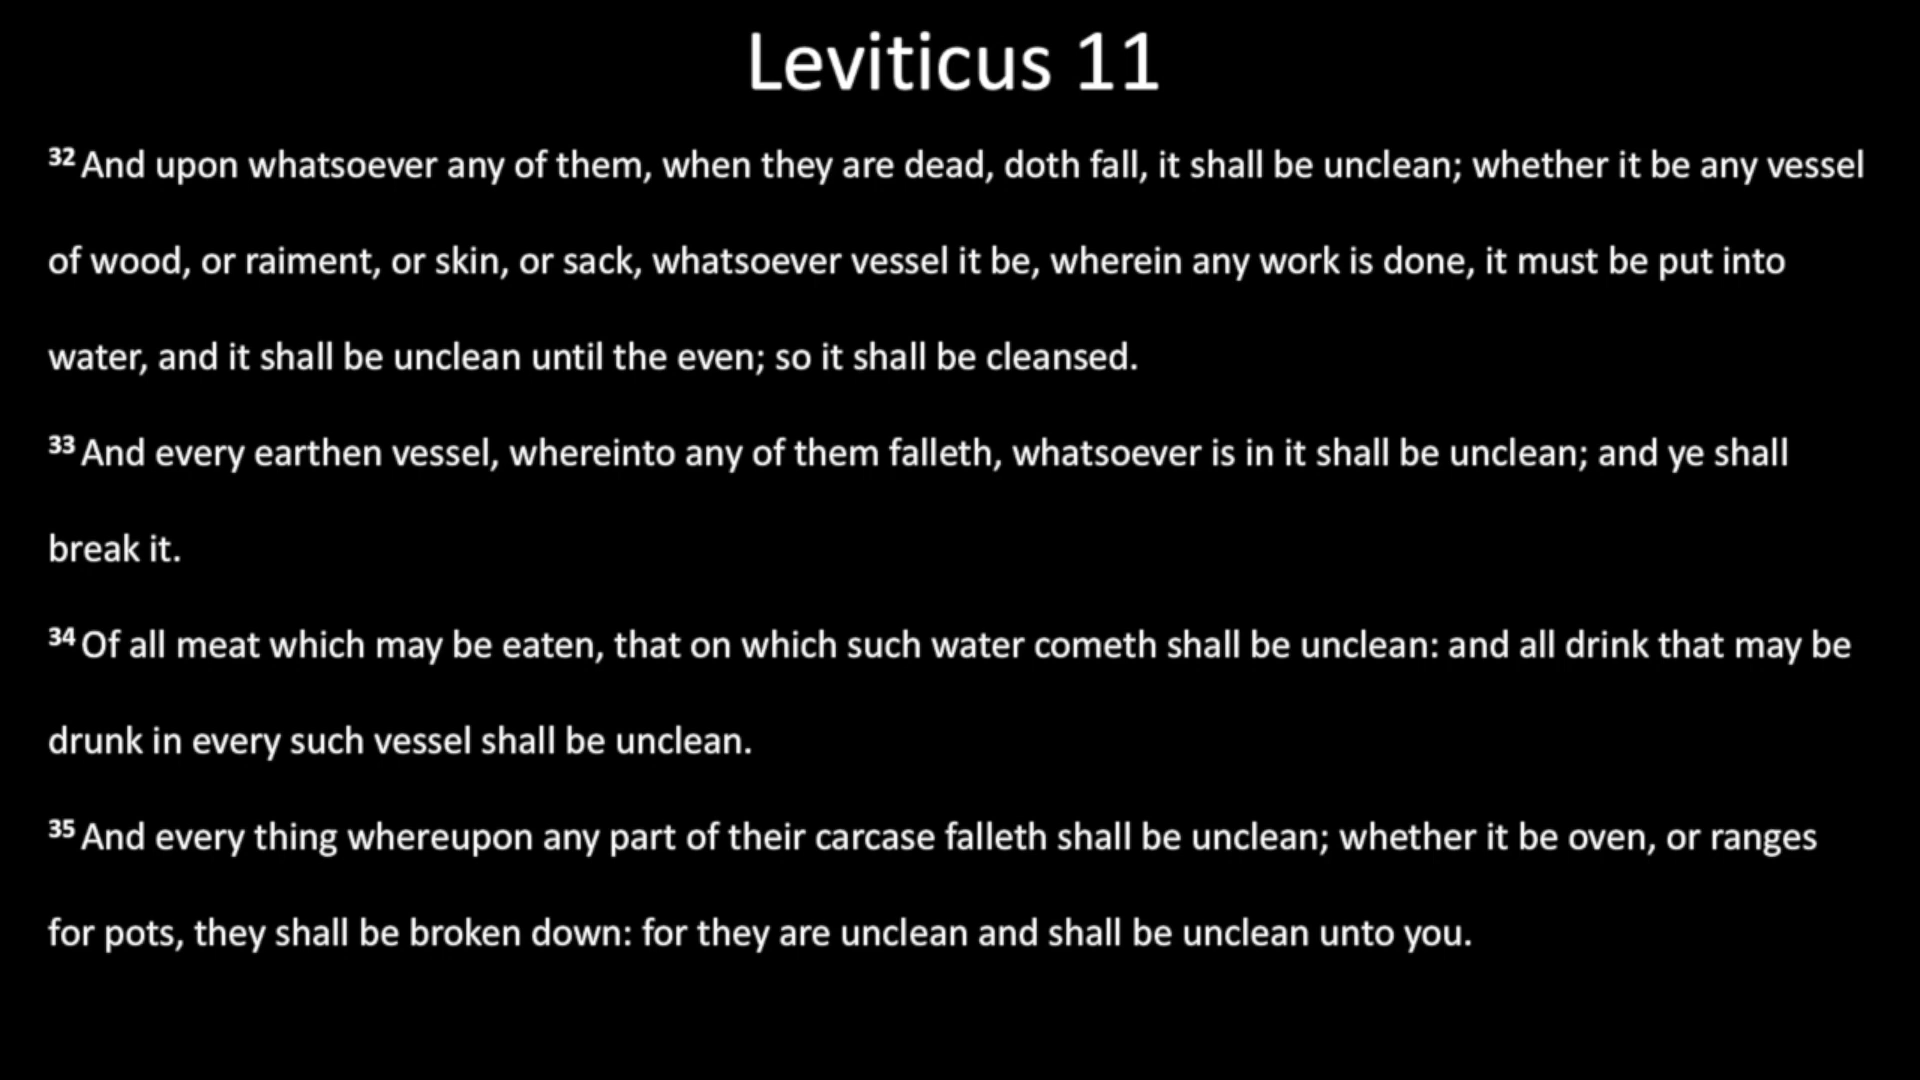 Leviticus 11
32 And upon whatsoever any of them, when they are dead, doth fall, it shall be unclean; whether it be any vessel
of wood, or raiment, or skin, or sack, whatsoever vessel it be, wherein any work is done, it must be put into
water, and it shall be unclean until the even; so it shall be cleansed.
33 And every earthen vessel, whereinto any of them falleth, whatsoever is in it shall be unclean; and ye shall
break it.
34 Of all meat which may be eaten, that on which such water cometh shall be unclean: and all drink that may be
drunk in every such vessel shall be unclean.
35 And every thing whereupon any part of their carcase falleth shall be unclean; whether it be oven, or ranges
for pots, they shall be broken down: for they are unclean and shall be unclean unto you.